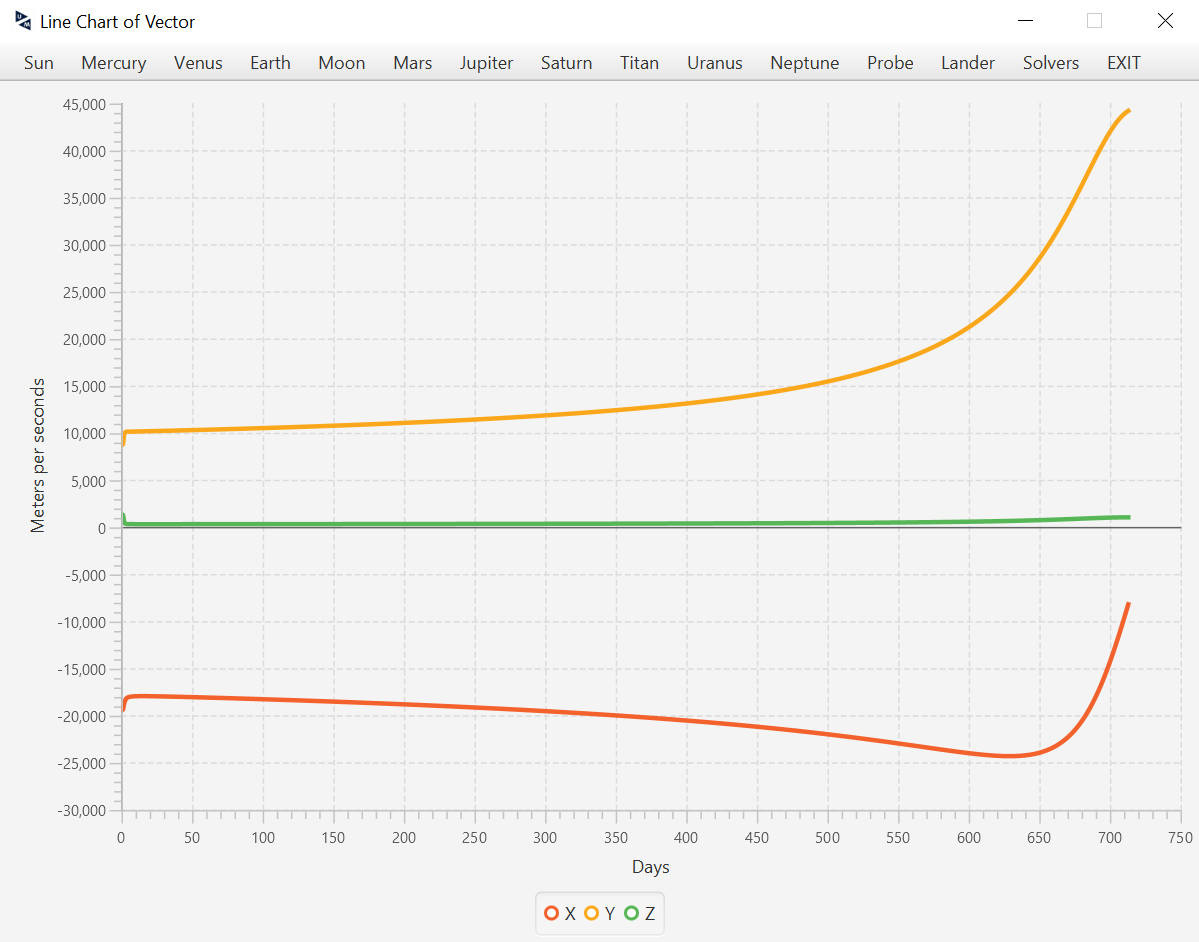 Line Chart of Vector
Sun Mercury Venus Earth Moon Mars Jupiter Saturn Titan Uranus Neptune Probe Lander Solvers EXIT
45,000
40,000
35,000
30,000
25,000
20,000
15,000
10,000
5,000
0
-5,000
-10,000
-15,000
-20,000
-25,000
-30,000
Meters per seconds
0 50 100 150 200 250 300 350 400 450 500 550 600 650 700 750
Days
X Y Z